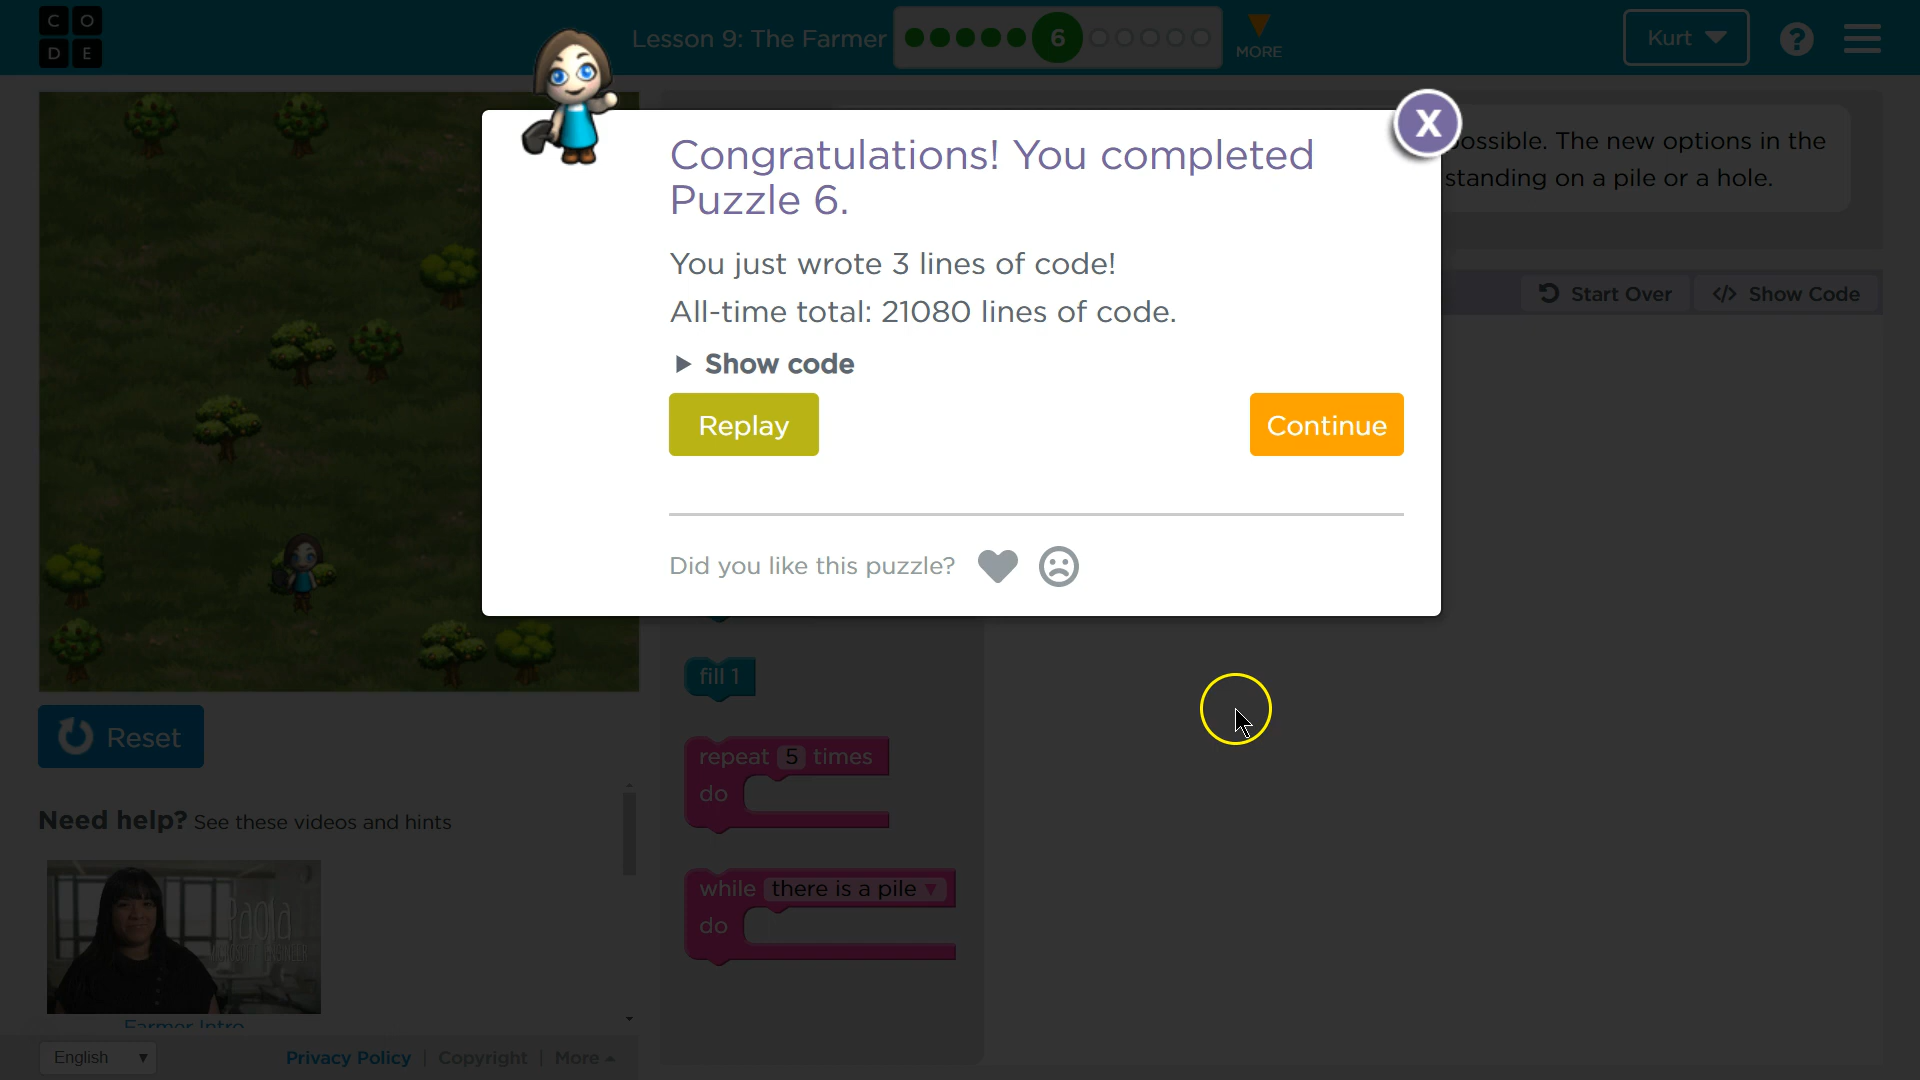 C O
D E
Lesson 9: The Farmer
6
MORE
Kurt
?
X
ossible. The new options in the
standing on a pile or a hole.
Congratulations! You completed
Puzzle 6.
You just wrote 3 lines of code!
All-time total: 21080 lines of code.
Show code
Replay
Continue
Did you like this puzzle?
Start Over
</> Show Code
fill 1
repeat 5 times
do
while there is a pile
do
Reset
Need help? See these videos and hints
Paola
Farmer Intro
English
Privacy Policy | Copyright | More